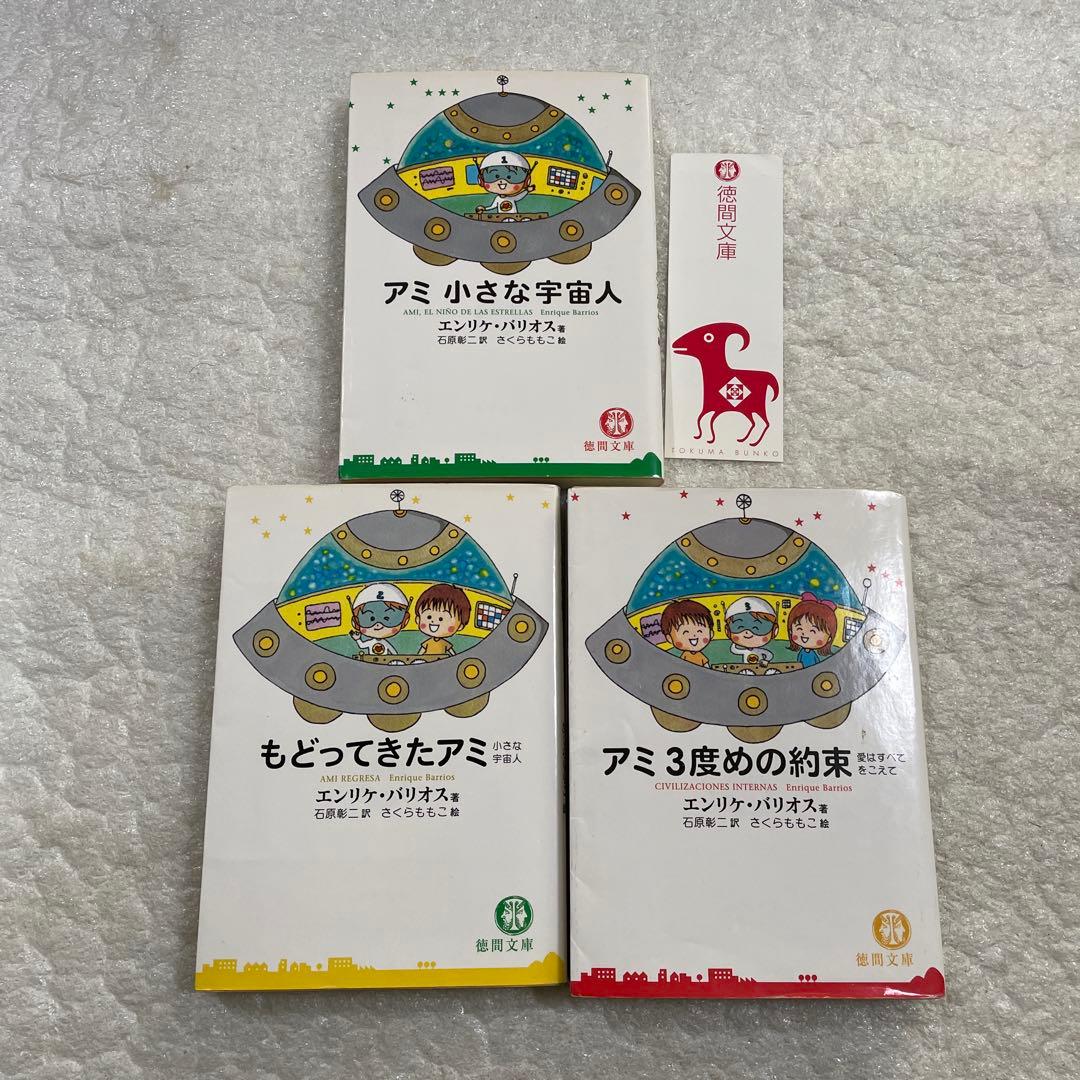 1
アミ 小さな宇宙人
AMI, EL NIÑO DE LAS ESTRELLAS Enrique Barrios
エンリケ・バリオス 著
石原彰二 訳 さくらももこ 絵
徳間文庫
徳間文庫
TOKUMA BUNKO
2
もどってきたアミ 小さな宇宙人
AMI REGRESA Enrique Barrios
エンリケ・バリオス 著
石原彰二 訳 さくらももこ 絵
徳間文庫
3
アミ 3度めの約束 愛はすべてをこえて
CIVILIZACIONES INTERNAS Enrique Barrios
エンリケ・バリオス 著
石原彰二 訳 さくらももこ 絵
徳間文庫